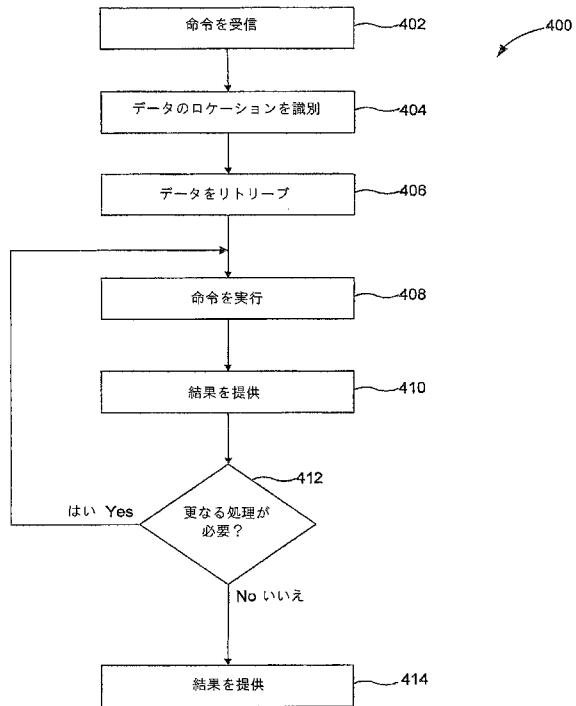 命令を受信
402
400
データのロケーションを識別
404
データをリトリーブ
406
命令を実行
408
結果を提供
410
412
更なる処理が
必要?
はい Yes
No いいえ
結果を提供
414